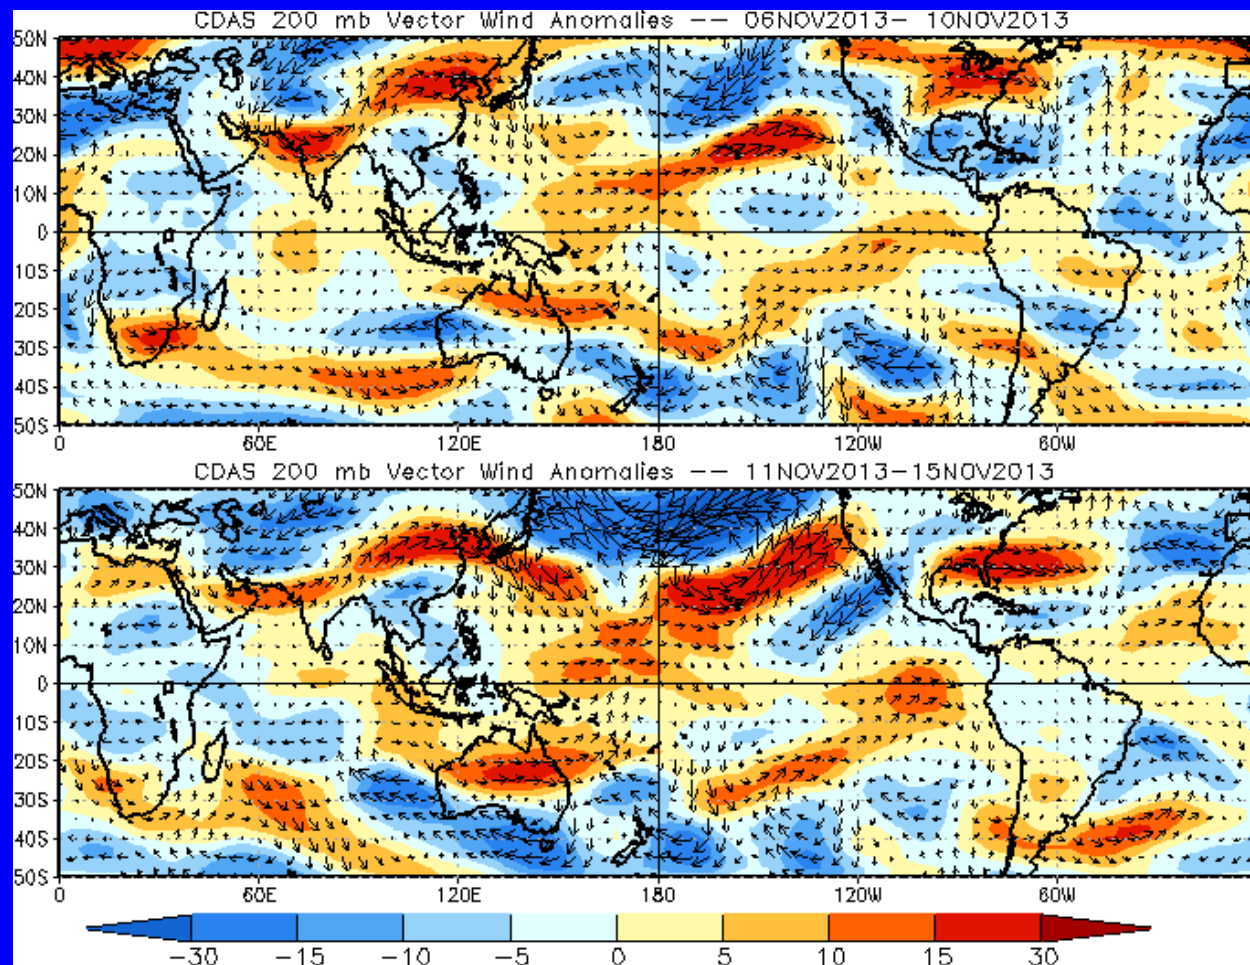 CDAS 200 mb Vector Wind Anomalies -- 06NOV2013- 10NOV2013
50N
40N
30N
20N
10N
0
10S
20S
30S
40S
50S
0 60E 120E 180 120W 60W
CDAS 200 mb Vector Wind Anomalies -- 11NOV2013-15NOV2013
50N
40N
30N
20N
10N
0
10S
20S
30S
40S
50S
0 60E 120E 180 120W 60W
-30 -15 -10 -5 0 5 10 15 30